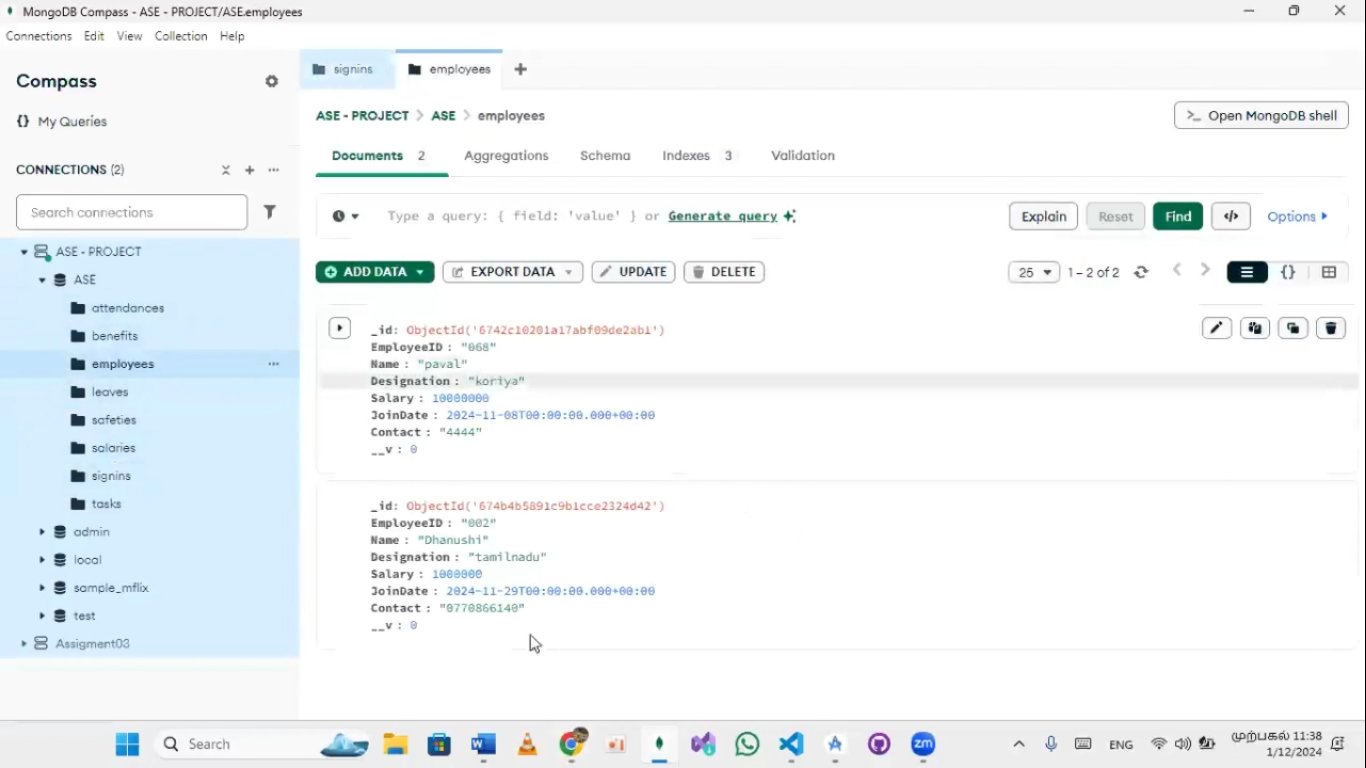 MongoDB Compass - ASE - PROJECT/ASE.employees
Connections Edit View Collection Help
Compass
{} My Queries
CONNECTIONS (2)
Search connections
ASE - PROJECT
ASE
attendances
benefits
employees
leaves
safeties
salaries
signins
tasks
admin
local
sample_mflix
test
Assigment03
signins
employees
ASE - PROJECT > ASE > employees
>_ Open MongoDB shell
Documents 2 Aggregations Schema Indexes 3 Validation
Type a query: { field: 'value' } or Generate query
Explain Reset Find </> Options
ADD DATA EXPORT DATA UPDATE DELETE
25 1 – 2 of 2 {}
_id: ObjectId('6742c10201a17abf09de2ab1')
EmployeeID : "068"
Name : "paval"
Designation : "koriya"
Salary : 10000000
JoinDate : 2024-11-08T00:00:00.000+00:00
Contact : "4444"
__v : 0
_id: ObjectId('674b4b5891c9b1cce2324d42')
EmployeeID : "002"
Name : "Dhanushi"
Designation : "tamilnadu"
Salary : 1000000
JoinDate : 2024-11-29T00:00:00.000+00:00
Contact : "0770866140"
__v : 0
Search
zm
ENG
முற்பகல் 11:38
1/12/2024